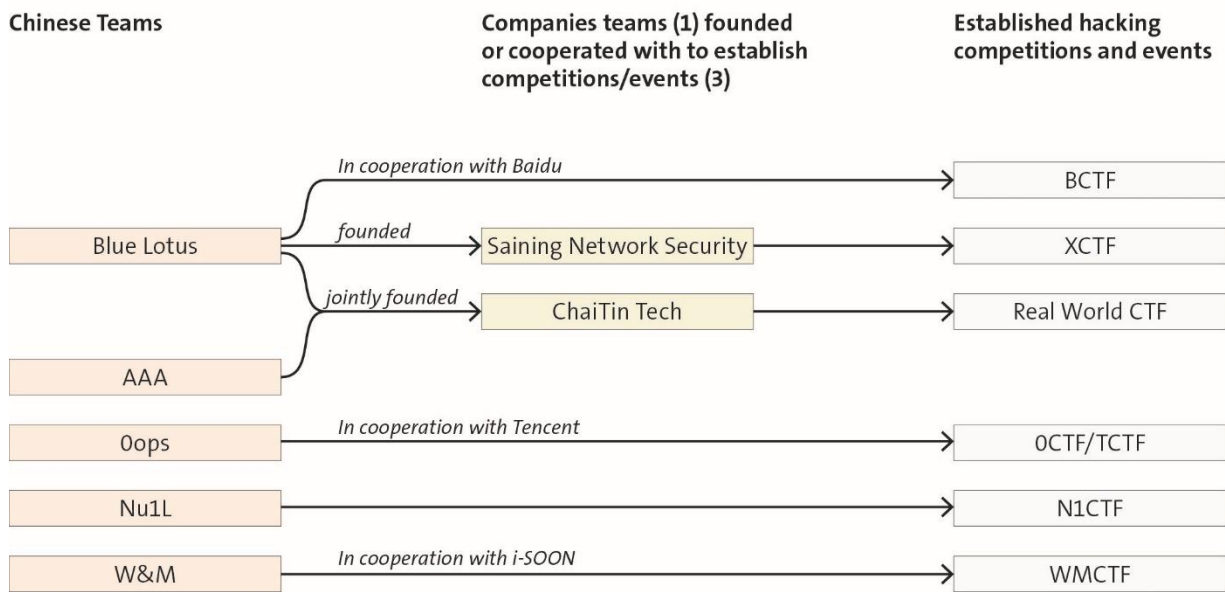 Chinese Teams
Companies teams (1) founded
or cooperated with to establish
competitions/events (3)
Established hacking
competitions and events
In cooperation with Baidu
BCTF
Blue Lotus
founded
Saining Network Security
XCTF
jointly founded
ChaiTin Tech
Real World CTF
AAA
0ops
In cooperation with Tencent
0CTF/TCTF
Nu1L
N1CTF
W&M
In cooperation with i-SOON
WMCTF